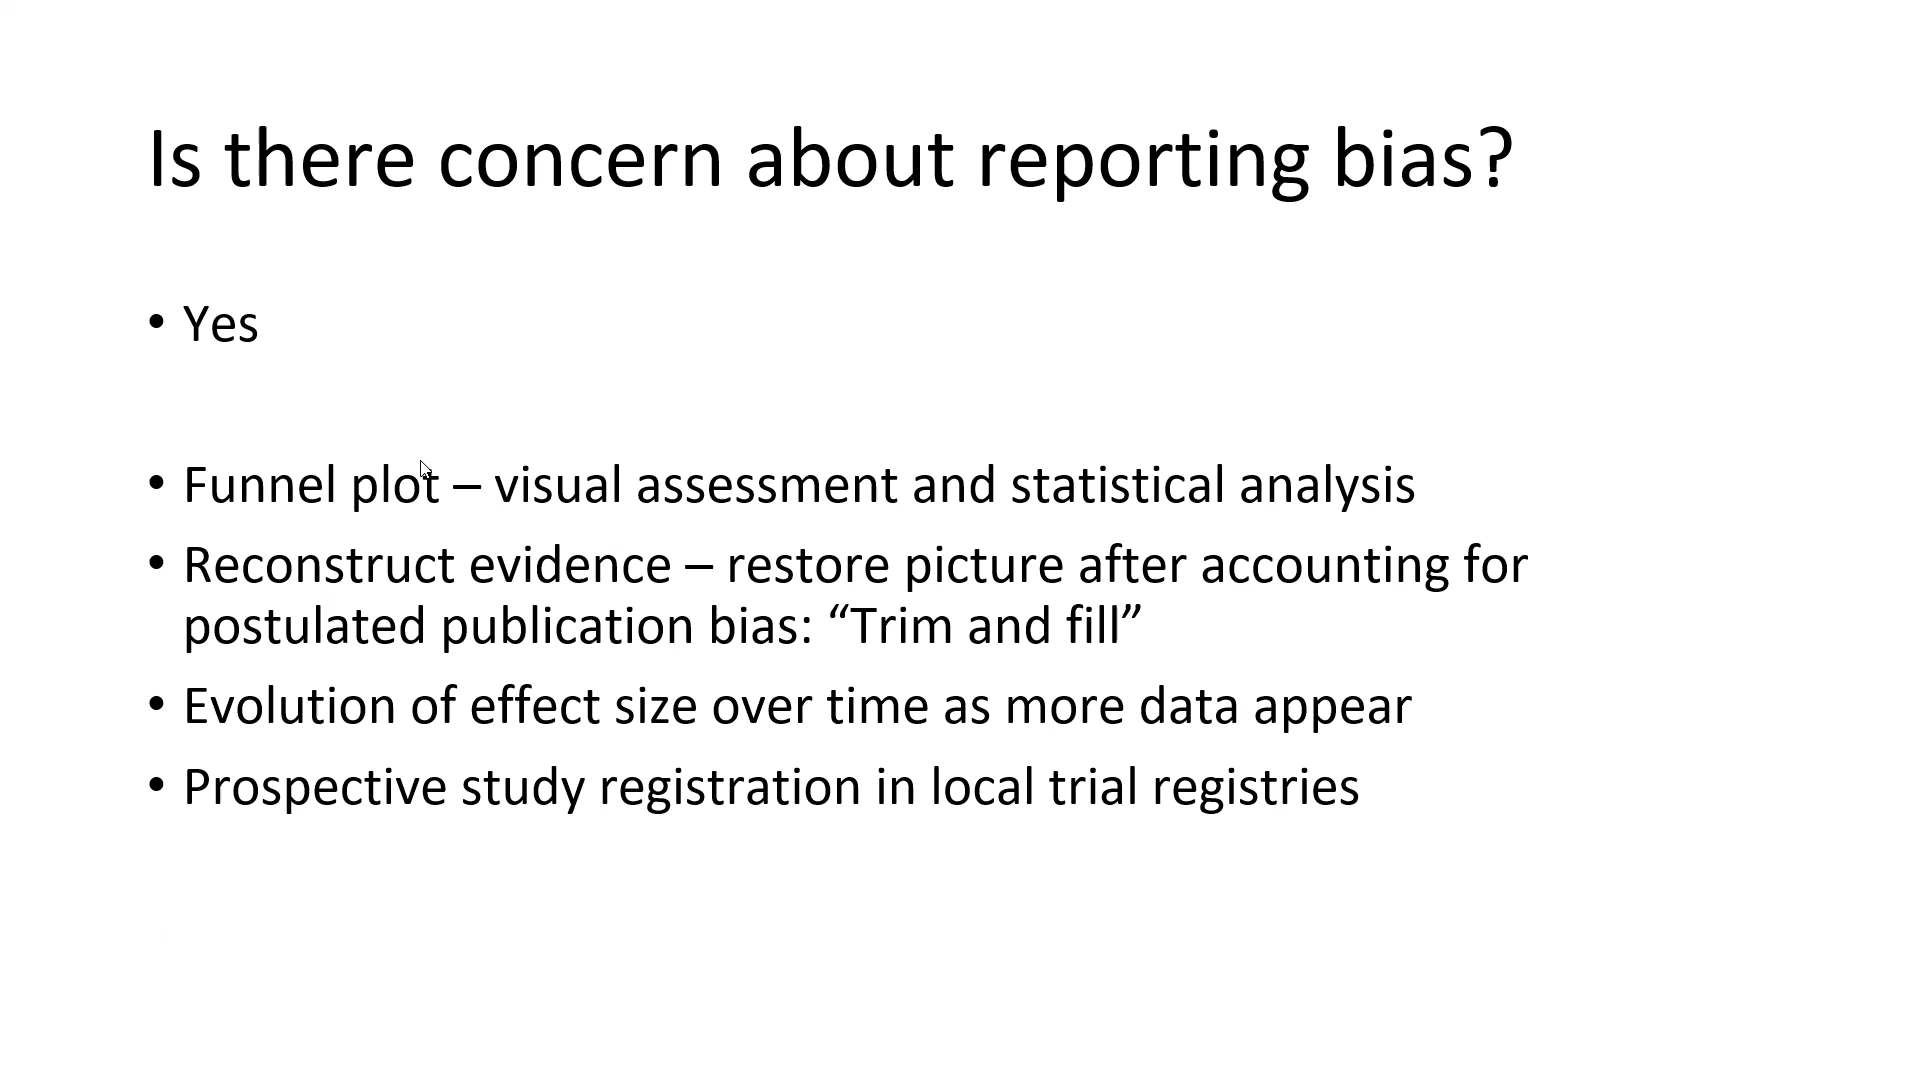 Is there concern about reporting bias?
• Yes
• Funnel plot – visual assessment and statistical analysis
• Reconstruct evidence – restore picture after accounting for
postulated publication bias: “Trim and fill”
• Evolution of effect size over time as more data appear
• Prospective study registration in local trial registries